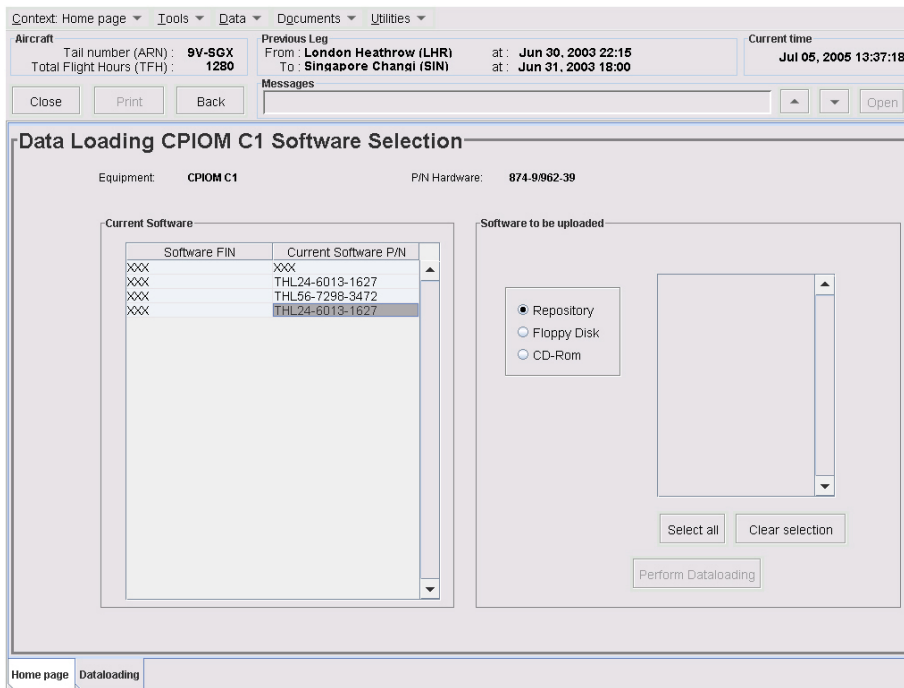 Context: Home page Tools Data Documents Utilities
Aircraft
Tail number (ARN) : 9V-SGX
Total Flight Hours (TFH) : 1280
Previous Leg
From : London Heathrow (LHR) at : Jun 30, 2003 22:15
To : Singapore Changi (SIN) at : Jun 31, 2003 18:00
Current time
Jul 05, 2005 13:37:18
Close Print Back
Messages
Open
Data Loading CPIOM C1 Software Selection
Equipment: CPIOM C1 P/N Hardware: 874-9/962-39
Current Software
Software FIN Current Software P/N
XXX XXX
XXX THL24-6013-1627
XXX THL56-7298-3472
XXX THL24-6013-1627
Software to be uploaded
Repository
Floppy Disk
CD-Rom
Select all Clear selection
Perform Dataloading
Home page Dataloading